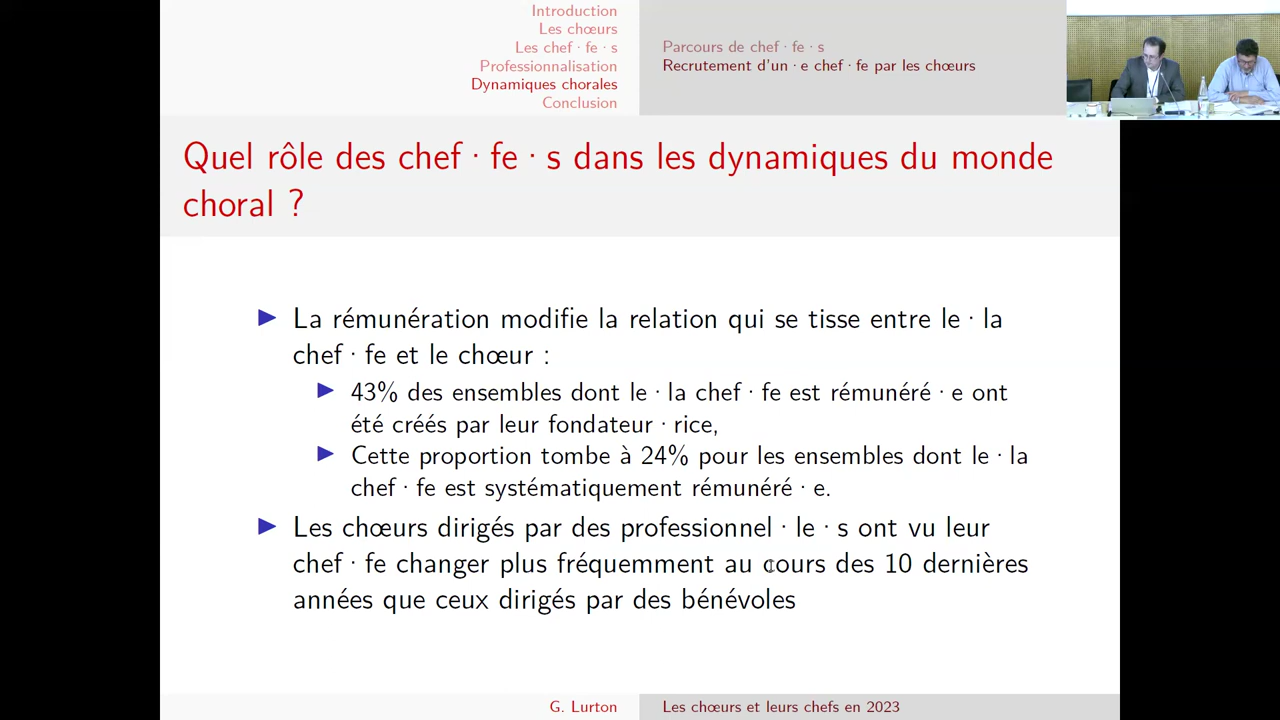 Introduction
Les chœurs
Les chef · fe · s
Professionnalisation
Dynamiques chorales
Conclusion
Parcours de chef · fe · s
Recrutement d'un · e chef · fe par les chœurs
Quel rôle des chef · fe · s dans les dynamiques du monde
choral ?
La rémunération modifie la relation qui se tisse entre le · la
chef · fe et le chœur :
43% des ensembles dont le · la chef · fe est rémunéré · e ont
été créés par leur fondateur · rice,
Cette proportion tombe à 24% pour les ensembles dont le · la
chef · fe est systématiquement rémunéré · e.
Les chœurs dirigés par des professionnel · le · s ont vu leur
chef · fe changer plus fréquemment au cours des 10 dernières
années que ceux dirigés par des bénévoles
G. Lurton
Les chœurs et leurs chefs en 2023